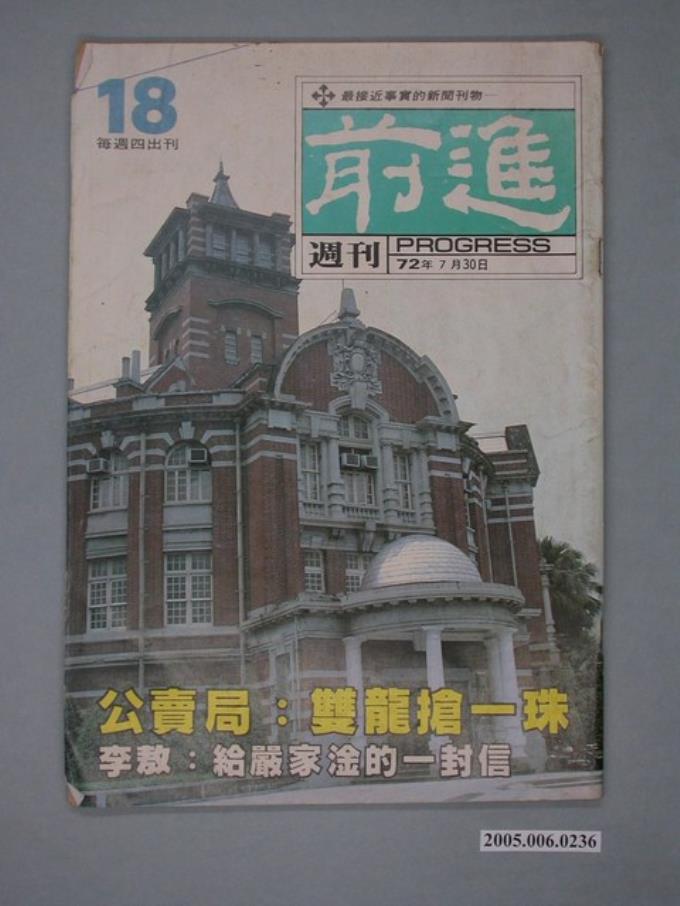 18
每週四出刊
最接近事實的新聞刊物
前進
週刊
PROGRESS
72年7月30日
公賣局：雙龍搶一珠
李敖：給嚴家淦的一封信
2005.006.0236